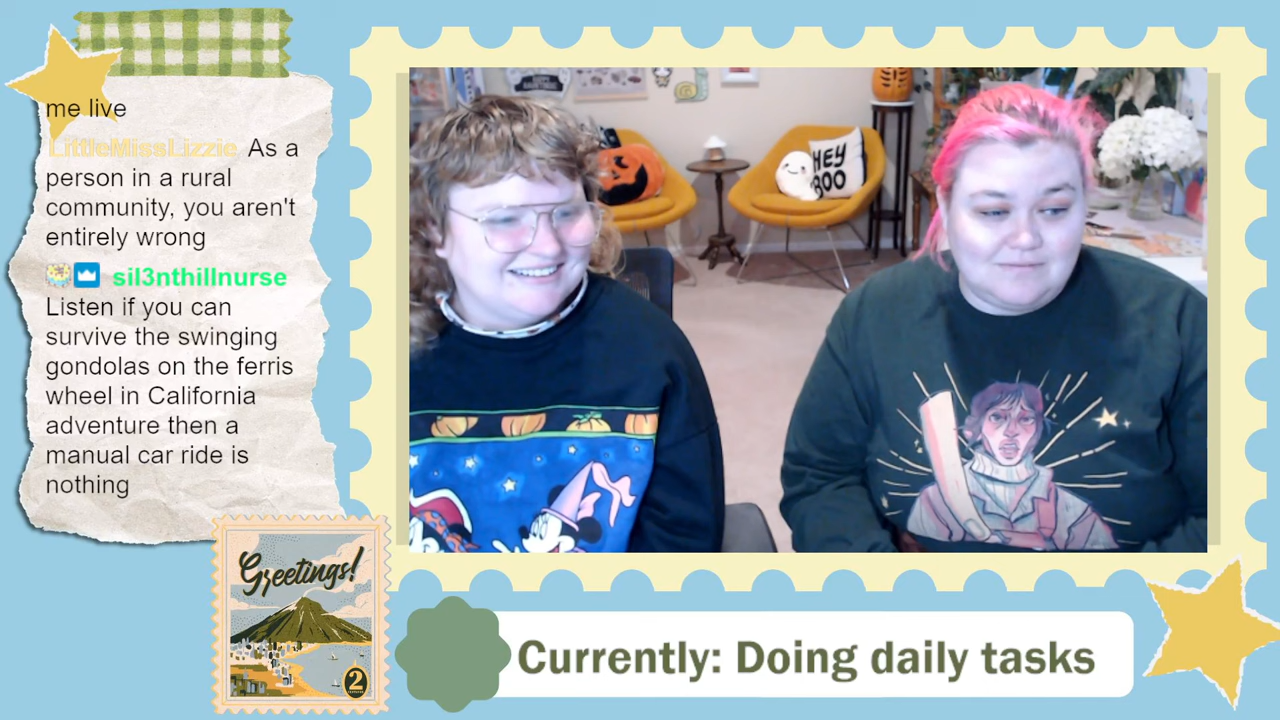 me live
LittleMissLizzie As a
person in a rural
community, you aren't
entirely wrong
sil3nthillnurse
Listen if you can
survive the swinging
gondolas on the ferris
wheel in California
adventure then a
manual car ride is
nothing
HEY
BOO
Greetings!
2
Currently: Doing daily tasks